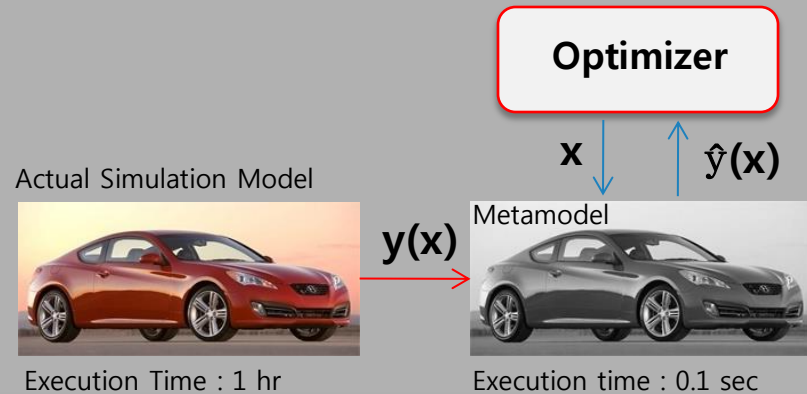 Optimizer
x
ŷ(x)
Actual Simulation Model
Metamodel
y(x)
Execution Time : 1 hr
Execution time : 0.1 sec